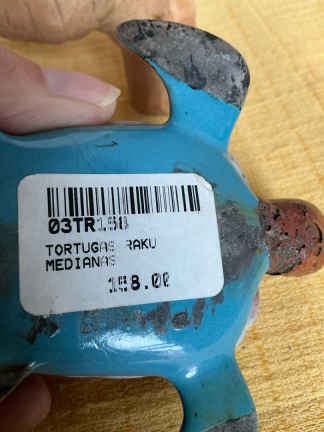 03TR158
TORTUGAS RAKU
MEDIANAS
158.00